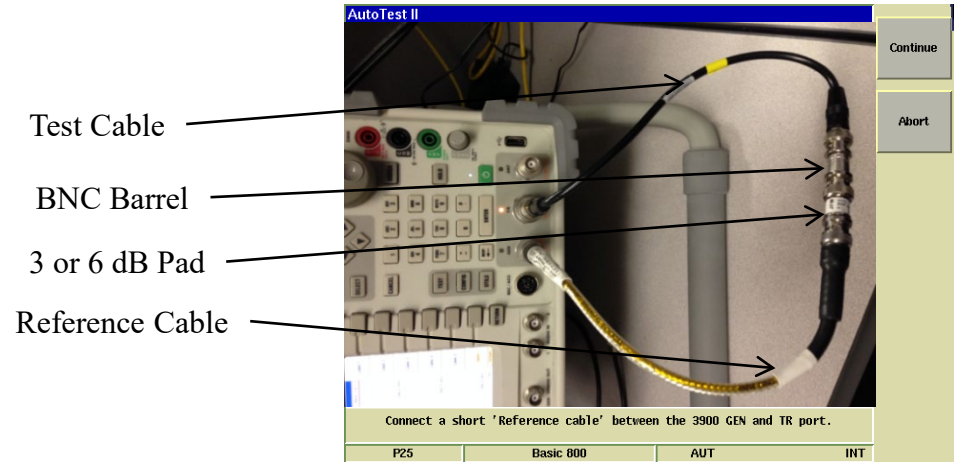 AutoTest II
Continue
Abort
Test Cable
BNC Barrel
3 or 6 dB Pad
Reference Cable
Connect a short 'Reference cable' between the 3900 GEN and TR port.
P25
Basic 800
AUT
INT